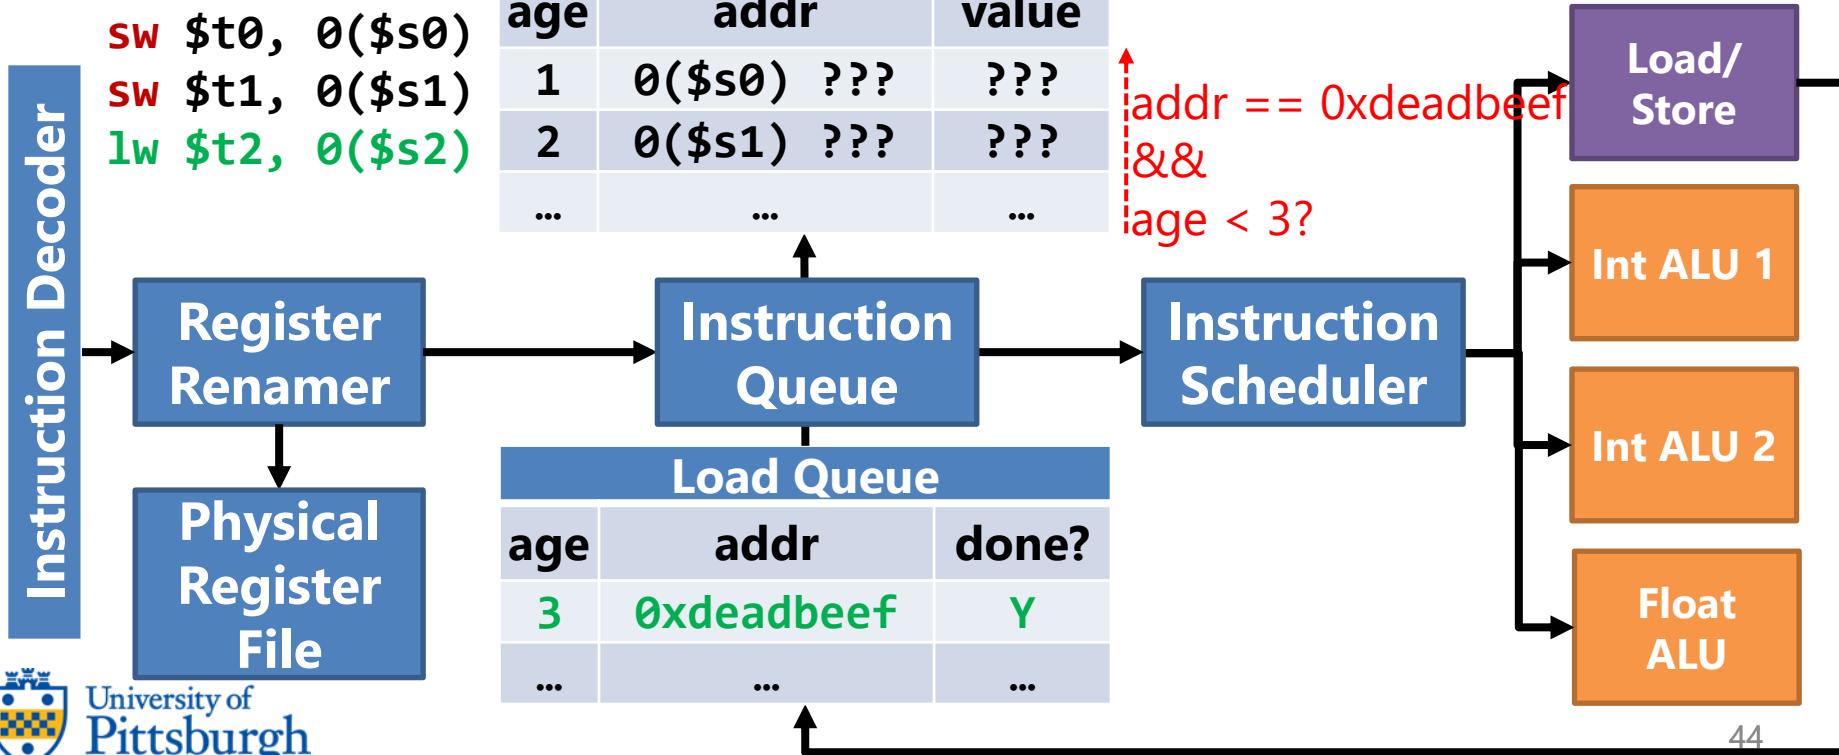 sw $t0, 0($s0)
sw $t1, 0($s1)
lw $t2, 0($s2)
age addr value
1 0($s0) ??? ???
2 0($s1) ??? ???
… … …
addr == 0xdeadbeef
&&
age < 3?
Load/
Store
Int ALU 1
Int ALU 2
Float
ALU
Instruction Decoder
Register
Renamer
Instruction
Queue
Instruction
Scheduler
Physical
Register
File
Load Queue
age addr done?
3 0xdeadbeef Y
… … …
University of
Pittsburgh
44